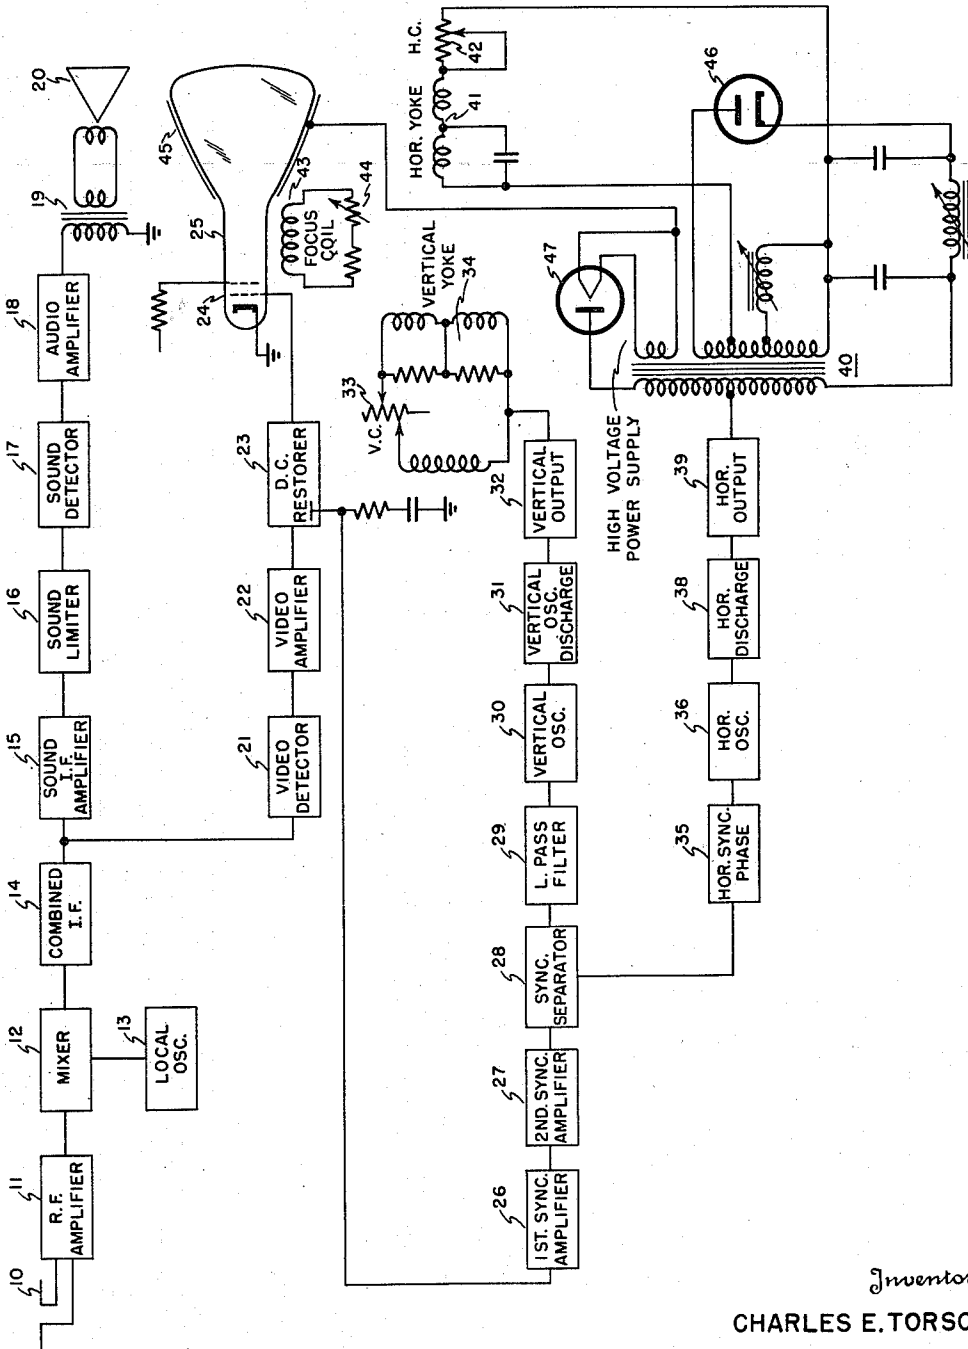 10
11
R.F.
AMPLIFIER
12
MIXER
13
LOCAL
OSC.
14
COMBINED
I.F.
15
SOUND
I.F.
AMPLIFIER
16
SOUND
LIMITER
17
SOUND
DETECTOR
18
AUDIO
AMPLIFIER
19
20
21
VIDEO
DETECTOR
22
VIDEO
AMPLIFIER
23
D.C.
RESTORER
24
25
45
43
FOCUS
COIL
44
26
1ST. SYNC.
AMPLIFIER
27
2ND. SYNC.
AMPLIFIER
28
SYNC.
SEPARATOR
29
L. PASS
FILTER
30
VERTICAL
OSC.
31
VERTICAL
OSC.
DISCHARGE
32
VERTICAL
OUTPUT
33
V.C.
VERTICAL
YOKE
34
35
HOR. SYNC.
PHASE
36
HOR.
OSC.
38
HOR.
DISCHARGE
39
HOR.
OUTPUT
HIGH VOLTAGE
POWER SUPPLY
40
47
46
HOR. YOKE
41
H.C.
42
Inventor
CHARLES E. TORSC